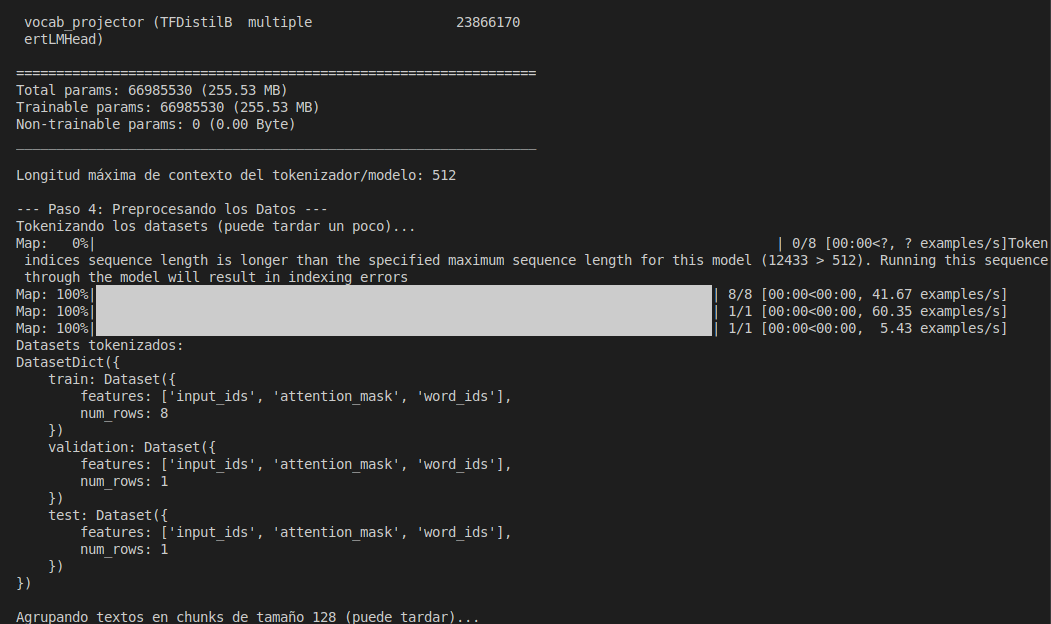 vocab_projector (TFDistilB  multiple                  23866170
ertLMHead)
=================================================================
Total params: 66985530 (255.53 MB)
Trainable params: 66985530 (255.53 MB)
Non-trainable params: 0 (0.00 Byte)
_________________________________________________________________
Longitud máxima de contexto del tokenizador/modelo: 512
--- Paso 4: Preprocesando los Datos ---
Tokenizando los datasets (puede tardar un poco)...
Map:   0%|                                                                                     | 0/8 [00:00<?, ? examples/s]Token
indices sequence length is longer than the specified maximum sequence length for this model (12433 > 512). Running this sequence
through the model will result in indexing errors
Map: 100%|                                                                             | 8/8 [00:00<00:00, 41.67 examples/s]
Map: 100%|                                                                             | 1/1 [00:00<00:00, 60.35 examples/s]
Map: 100%|                                                                             | 1/1 [00:00<00:00,  5.43 examples/s]
Datasets tokenizados:
DatasetDict({
    train: Dataset({
        features: ['input_ids', 'attention_mask', 'word_ids'],
        num_rows: 8
    })
    validation: Dataset({
        features: ['input_ids', 'attention_mask', 'word_ids'],
        num_rows: 1
    })
    test: Dataset({
        features: ['input_ids', 'attention_mask', 'word_ids'],
        num_rows: 1
    })
})
Agrupando textos en chunks de tamaño 128 (puede tardar)...